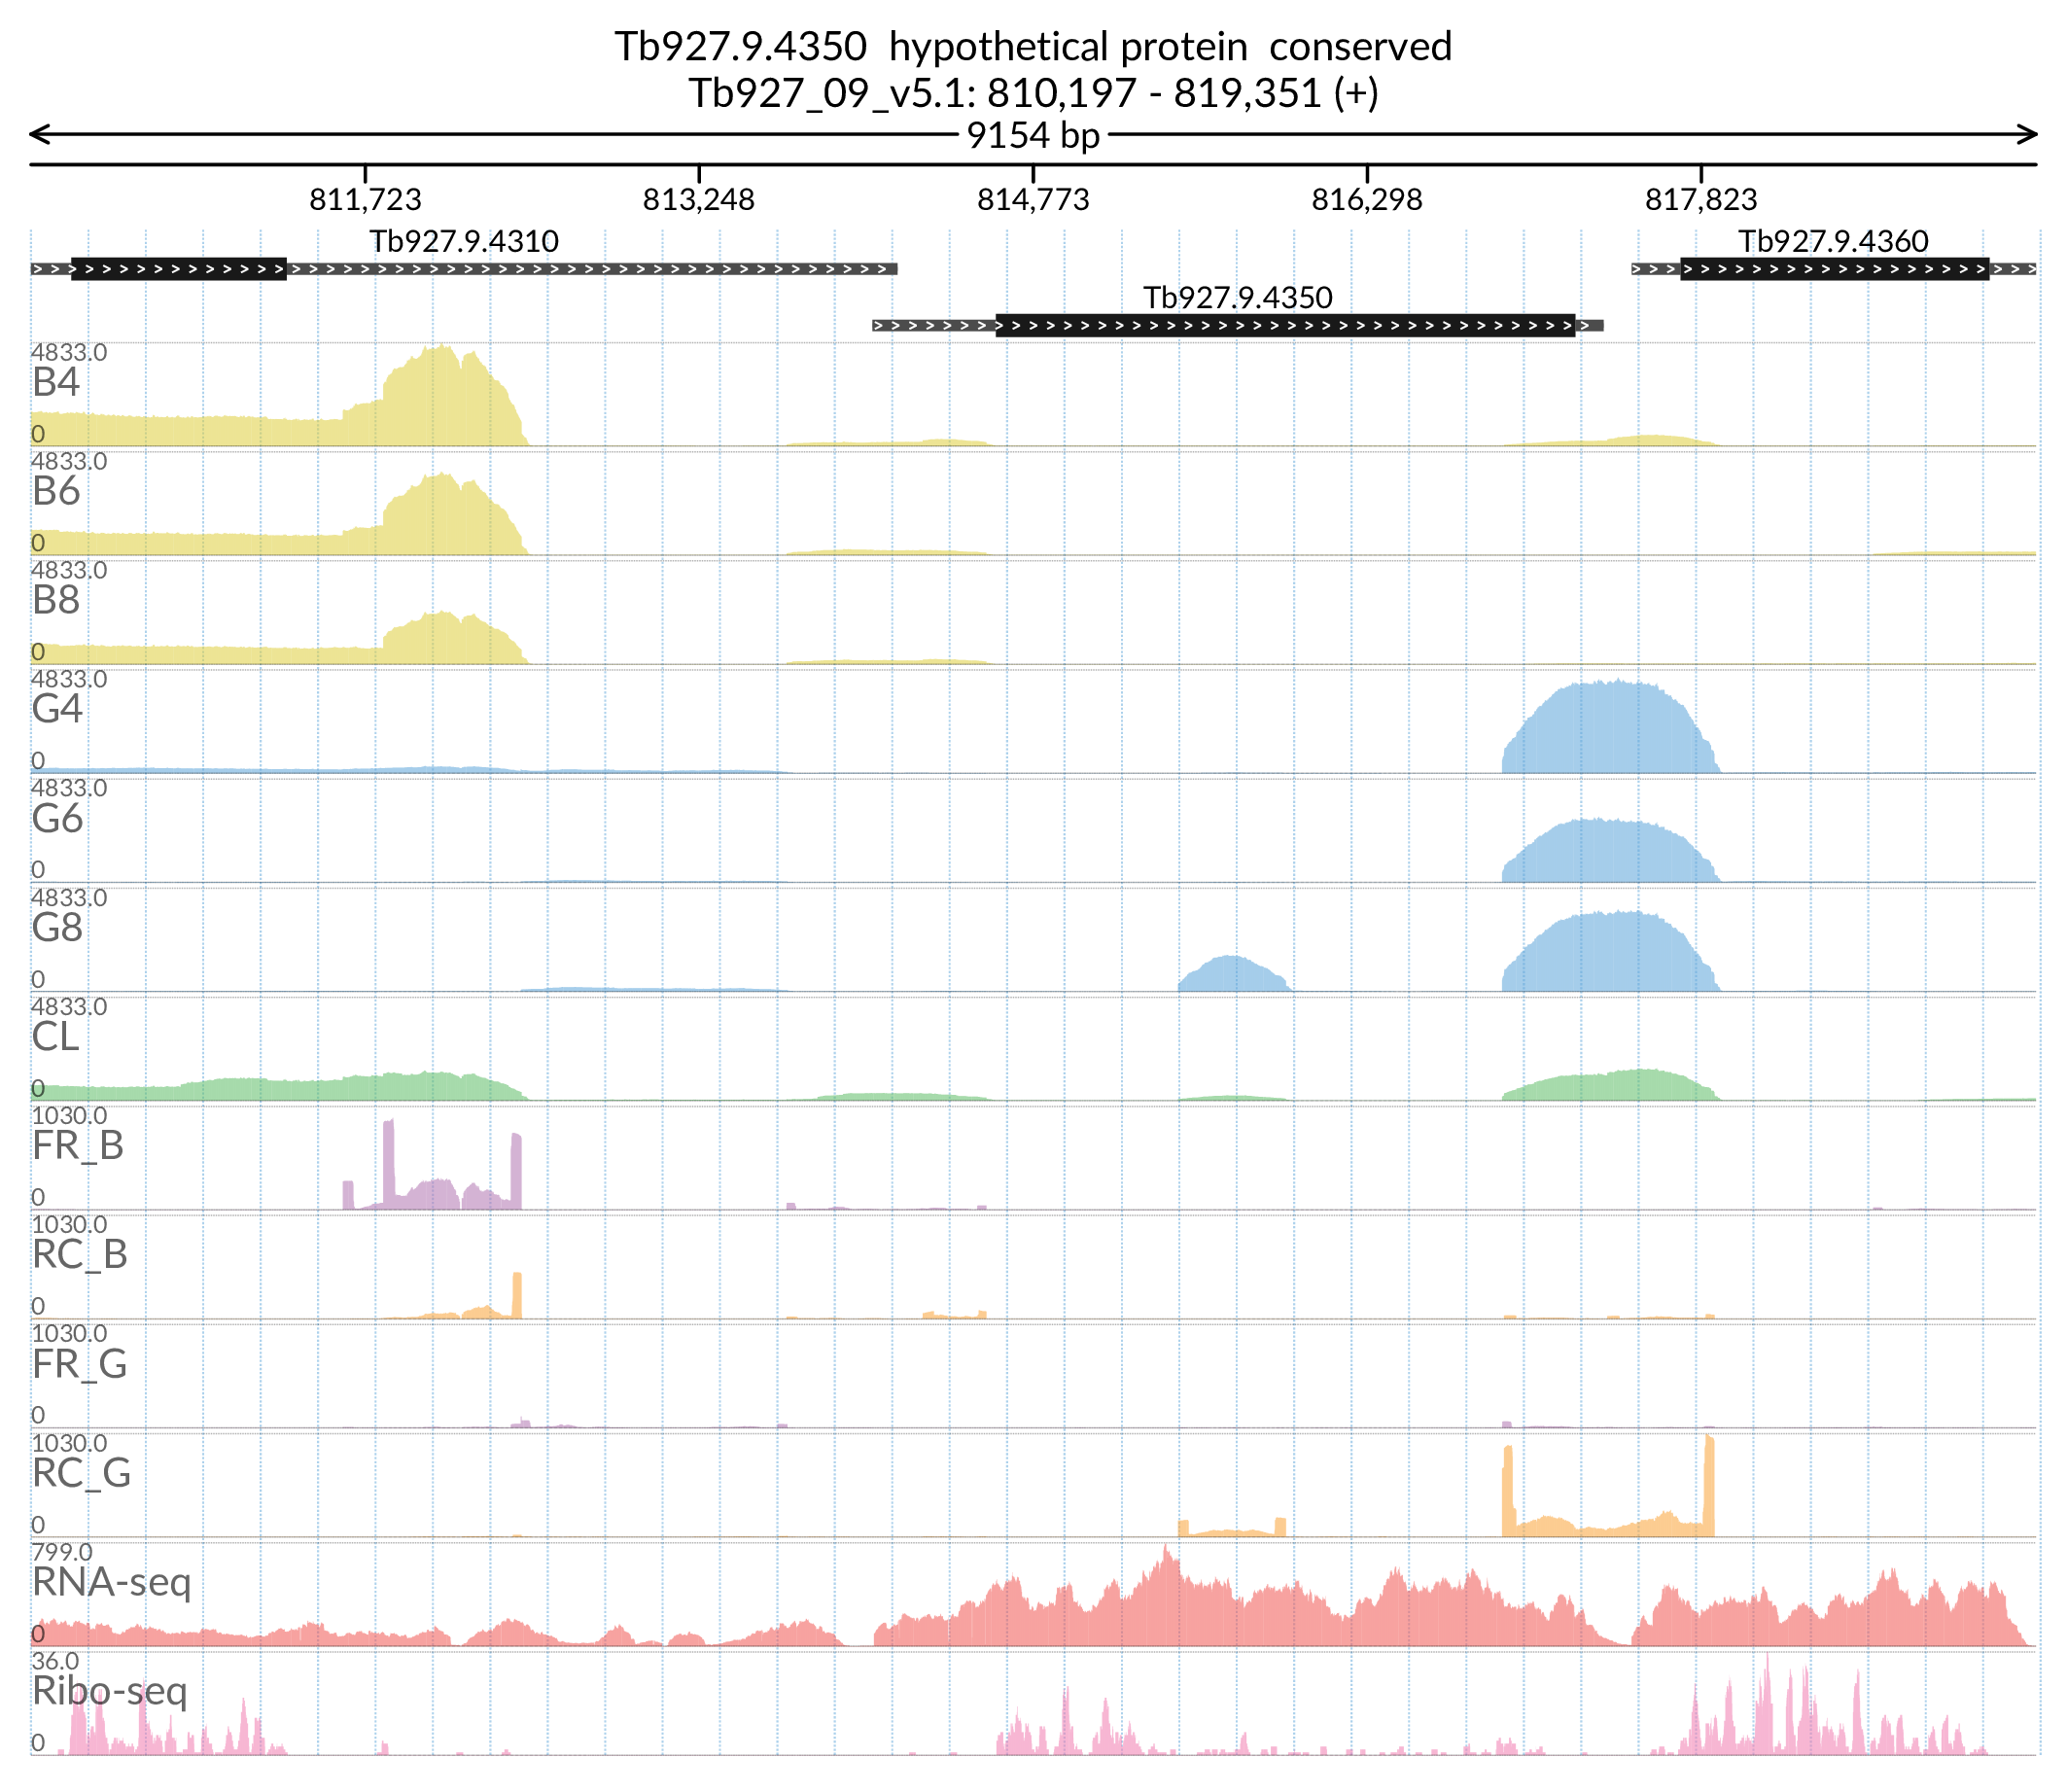 Tb927.9.4350  hypothetical protein  conserved
Tb927_09_v5.1: 810,197 - 819,351 (+)
9154 bp
811,723 813,248 814,773 816,298 817,823
Tb927.9.4310 Tb927.9.4360
Tb927.9.4350
4833.0
B4
0
4833.0
B6
0
4833.0
B8
0
4833.0
G4
0
4833.0
G6
0
4833.0
G8
0
4833.0
CL
0
1030.0
FR_B
0
1030.0
RC_B
0
1030.0
FR_G
0
1030.0
RC_G
0
799.0
RNA-seq
0
36.0
Ribo-seq
0